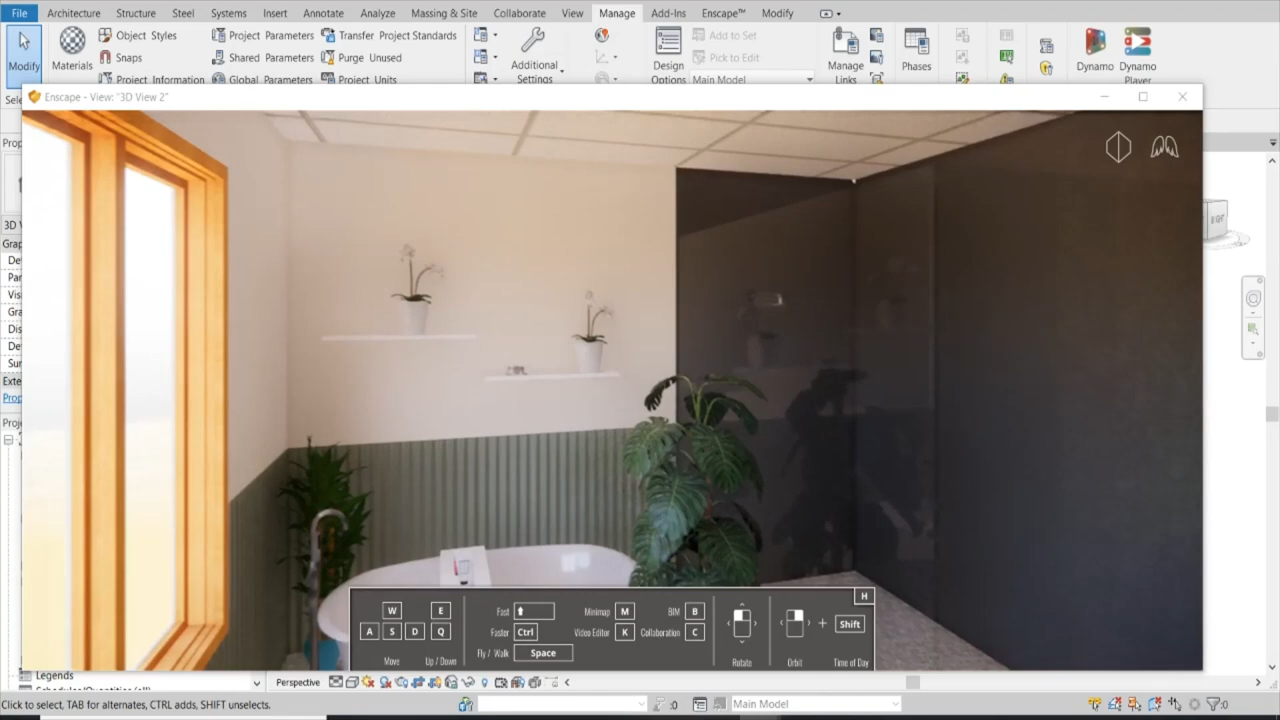 File Architecture Structure Steel Systems Insert Annotate Analyze Massing & Site Collaborate View Manage Add-Ins Enscape™ Modify
Modify
Materials
Object Styles
Snaps
Project Information
Project Parameters
Shared Parameters
Global Parameters
Transfer Project Standards
Purge Unused
Project Units
Additional
Settings
Design
Options
Add to Set
Pick to Edit
Main Model
Manage
Links
Phases
Dynamo
Dynamo
Player
Enscape - View: "3D View 2"
3D
W E
A S D Q
Move Up / Down
Fast
Faster Ctrl
Fly / Walk Space
Minimap M
Video Editor K
BIM B
Collaboration C
H
Rotate
Orbit
+ Shift
Time of Day
Legends
Perspective
Click to select, TAB for alternates, CTRL adds, SHIFT unselects.
:0
Main Model
:0